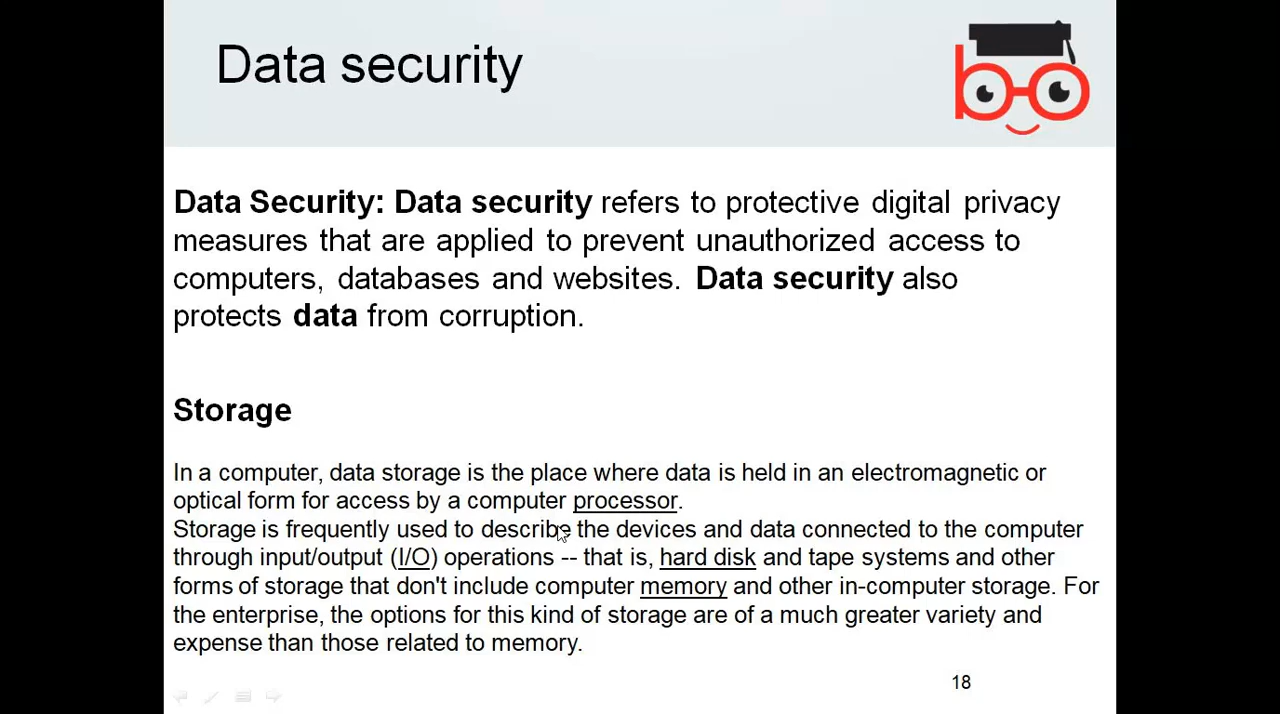 Data security
Data Security: Data security refers to protective digital privacy
measures that are applied to prevent unauthorized access to
computers, databases and websites. Data security also
protects data from corruption.
Storage
In a computer, data storage is the place where data is held in an electromagnetic or
optical form for access by a computer processor.
Storage is frequently used to describe the devices and data connected to the computer
through input/output (I/O) operations -- that is, hard disk and tape systems and other
forms of storage that don't include computer memory and other in-computer storage. For
the enterprise, the options for this kind of storage are of a much greater variety and
expense than those related to memory.
18